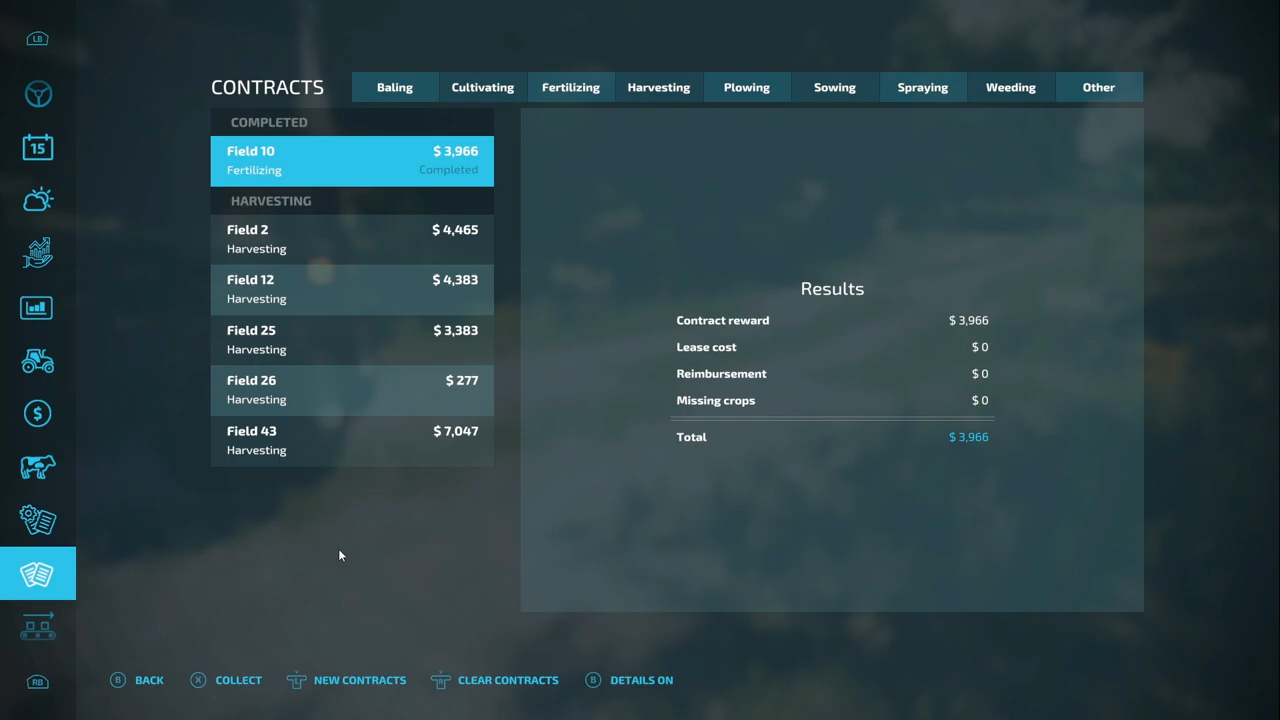 LB
15
CONTRACTS
Baling Cultivating Fertilizing Harvesting Plowing Sowing Spraying Weeding Other
COMPLETED
Field 10 $ 3,966
Fertilizing Completed
HARVESTING
Field 2 $ 4,465
Harvesting
Field 12 $ 4,383
Harvesting
Field 25 $ 3,383
Harvesting
Field 26 $ 277
Harvesting
Field 43 $ 7,047
Harvesting
Results
Contract reward $ 3,966
Lease cost $ 0
Reimbursement $ 0
Missing crops $ 0
Total $ 3,966
RB
B BACK X COLLECT L NEW CONTRACTS R CLEAR CONTRACTS B DETAILS ON